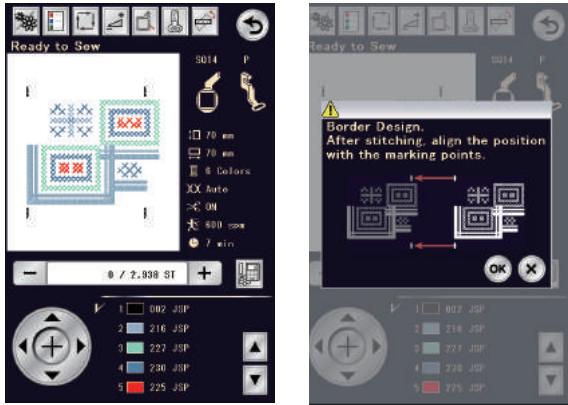 Ready to Sew
SQ14 P
70 mm
70 mm
6 Colors
Auto
ON
600 spm
7 min
0 / 2.938 ST
1 002 JSP
2 216 JSP
3 227 JSP
4 230 JSP
5 225 JSP
Ready to Sew
SQ14 P
Border Design.
After stitching, align the position
with the marking points.
OK
1 002 JSP
2 216 JSP
3 227 JSP
4 230 JSP
5 225 JSP